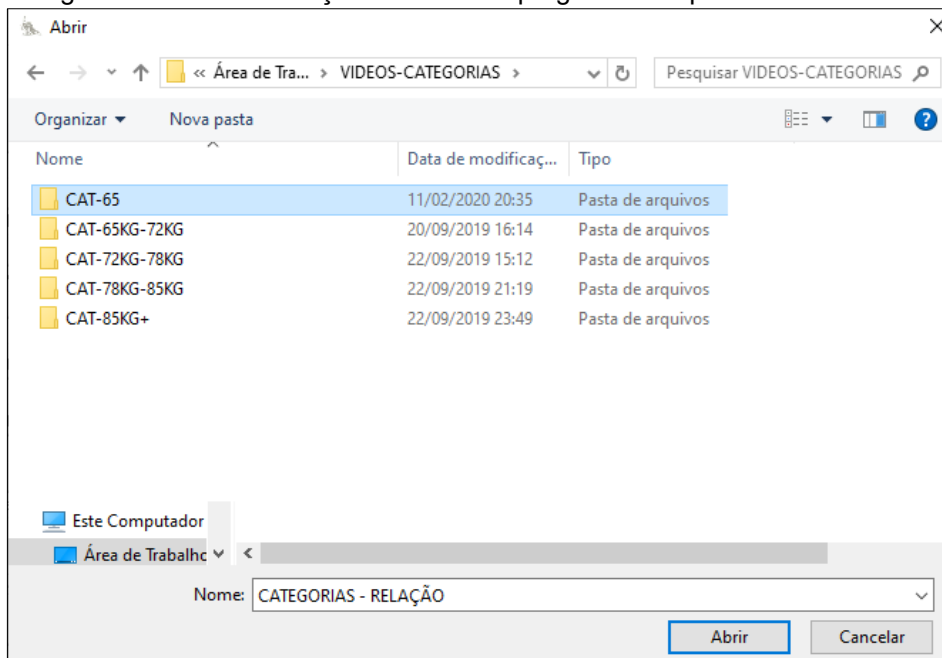 Abrir
« Área de Tra... › VIDEOS-CATEGORIAS › Pesquisar VIDEOS-CATEGORIAS
Organizar Nova pasta
Nome Data de modificaç... Tipo
CAT-65 11/02/2020 20:35 Pasta de arquivos
CAT-65KG-72KG 20/09/2019 16:14 Pasta de arquivos
CAT-72KG-78KG 22/09/2019 15:12 Pasta de arquivos
CAT-78KG-85KG 22/09/2019 21:19 Pasta de arquivos
CAT-85KG+ 22/09/2019 23:49 Pasta de arquivos
Este Computador
Área de Trabalho
Nome: CATEGORIAS - RELAÇÃO
Abrir Cancelar